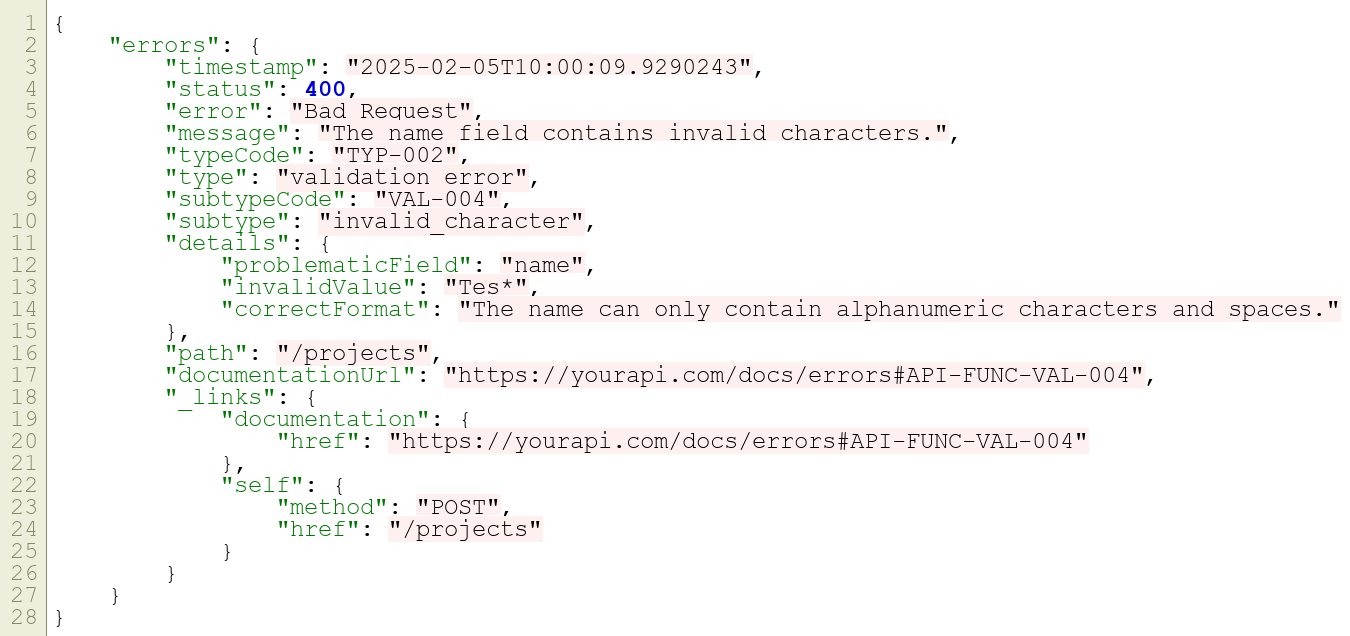 1 {
2     "errors": {
3         "timestamp": "2025-02-05T10:00:09.9290243",
4         "status": 400,
5         "error": "Bad Request",
6         "message": "The name field contains invalid characters.",
7         "typeCode": "TYP-002",
8         "type": "validation error",
9         "subtypeCode": "VAL-004",
10         "subtype": "invalid_character",
11         "details": {
12             "problematicField": "name",
13             "invalidValue": "Tes*",
14             "correctFormat": "The name can only contain alphanumeric characters and spaces."
15         },
16         "path": "/projects",
17         "documentationUrl": "https://yourapi.com/docs/errors#API-FUNC-VAL-004",
18         "_links": {
19             "documentation": {
20                 "href": "https://yourapi.com/docs/errors#API-FUNC-VAL-004"
21             },
22             "self": {
23                 "method": "POST",
24                 "href": "/projects"
25             }
26         }
27     }
28 }